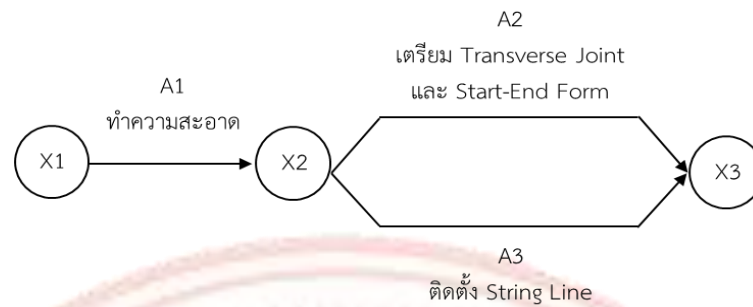 A2
เตรียม Transverse Joint
และ Start-End Form
A1
ทำความสะอาด
X1
X2
X3
A3
ติดตั้ง String Line